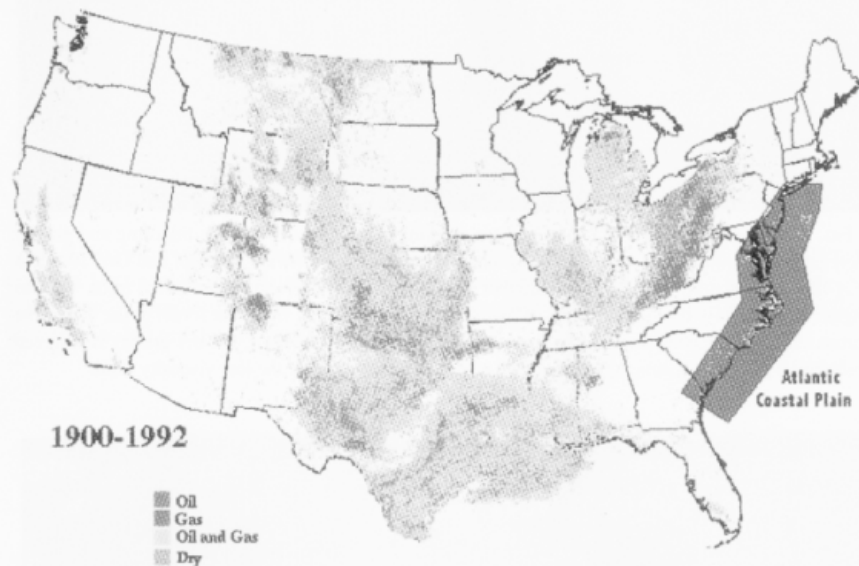 Atlantic
Coastal Plain
1900-1992
Oil
Gas
Oil and Gas
Dry